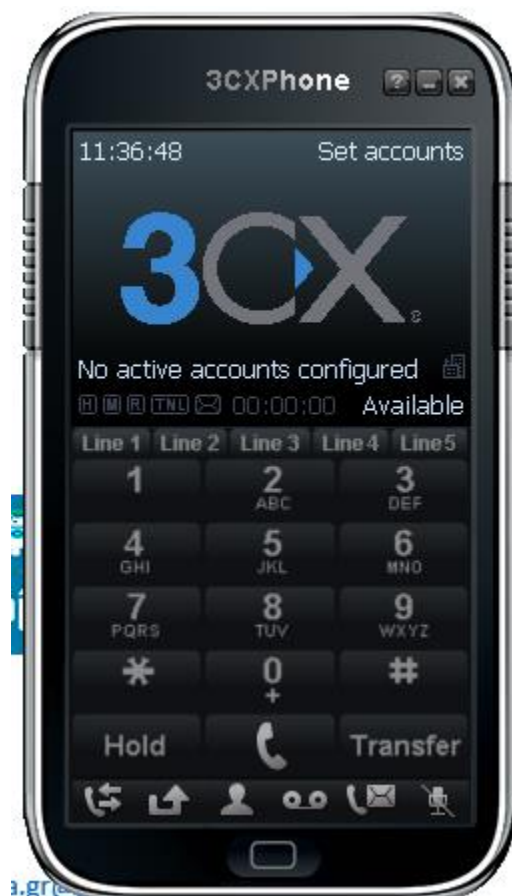 3CXPhone ? – x
11:36:48 Set accounts
3CX®
No active accounts configured
H M R TNL 00:00:00 Available
Line 1 Line 2 Line 3 Line 4 Line 5
1 2 3
ABC DEF
4 5 6
GHI JKL MNO
7 8 9
PQRS TUV WXYZ
* 0 #
+
Hold Transfer
a.gr@